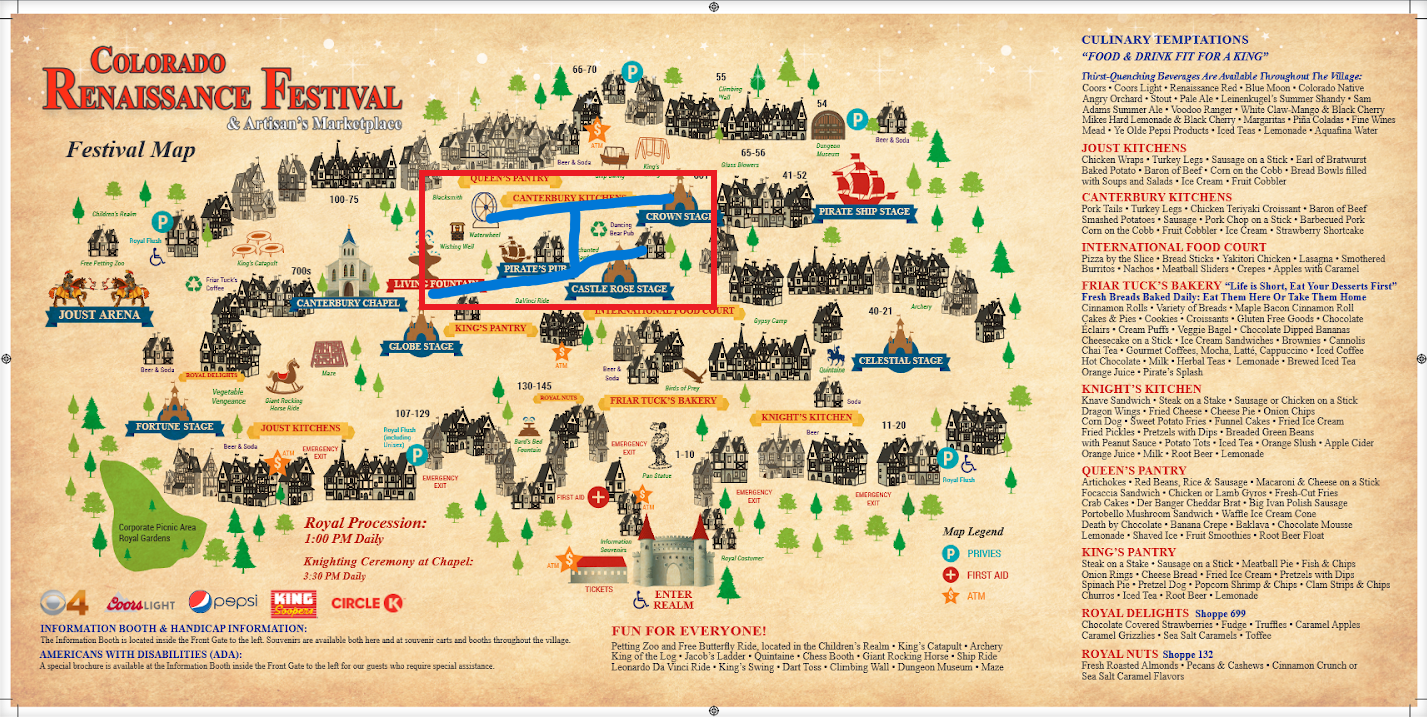 COLORADO
RENAISSANCE FESTIVAL
& Artisan's Marketplace
Festival Map
66-70
P
55
Climbing
Wall
54
P
$
ATM
Beer & Soda
King's
65-56
Glass Blowers
Dungeon
Museum
Beer & Soda
100-75
QUEEN'S PANTRY
Blacksmith
CANTERBURY KITCHENS
41-52
CROWN STAGE
PIRATE SHIP STAGE
Children's Realm
P
Royal Flush
Free Petting Zoo
King's Catapult
Waterwheel
Wishing Well
Dancing
Bear Pub
PIRATE'S PUB
CASTLE ROSE STAGE
DaVinci Ride
Friar Tuck's
Coffee
700s
CANTERBURY CHAPEL
LIVING FOUNTAIN
JOUST ARENA
INTERNATIONAL FOOD COURT
Archery
KING'S PANTRY
Gypsy Camp
40-21
GLOBE STAGE
$
ATM
Beer &
Soda
Quintaine
CELESTIAL STAGE
Beer & Soda
ROYAL DELIGHTS
Maze
Vegetable
Vengeance
Giant Rocking
Horse Ride
130-145
ROYAL NUTS
Birds of Prey
FRIAR TUCK'S BAKERY
Soda
KNIGHT'S KITCHEN
Beer
11-20
FORTUNE STAGE
JOUST KITCHENS
107-129
Royal Flush
(including
Unisex)
P
Bard's Bed
Fountain
EMERGENCY
EXIT
1-10
Pan Statue
Beer & Soda
$
ATM
EMERGENCY
EXIT
EMERGENCY
EXIT
P
Royal Flush
FIRST AID
$
ATM
EMERGENCY
EXIT
EMERGENCY
EXIT
Corporate Picnic Area
Royal Gardens
Royal Procession:
1:00 PM Daily
Knighting Ceremony at Chapel:
3:30 PM Daily
Information
Souvenirs
Royal Costumer
ATM
$
TICKETS
ENTER
REALM
Map Legend
P PRIVIES
FIRST AID
$ ATM
4
Coors LIGHT
pepsi
KING
Soopers
CIRCLE K
INFORMATION BOOTH & HANDICAP INFORMATION:
The Information Booth is located inside the Front Gate to the left. Souvenirs are available both here and at souvenir carts and booths throughout the village.
AMERICANS WITH DISABILITIES (ADA):
A special brochure is available at the Information Booth inside the Front Gate to the left for our guests who require special assistance.
FUN FOR EVERYONE!
Petting Zoo and Free Butterfly Ride, located in the Children's Realm • King's Catapult • Archery
King of the Log • Jacob's Ladder • Quintaine • Chess Booth • Giant Rocking Horse • Ship Ride
Leonardo Da Vinci Ride • King's Swing • Dart Toss • Climbing Wall • Dungeon Museum • Maze
CULINARY TEMPTATIONS
"FOOD & DRINK FIT FOR A KING"
Thirst-Quenching Beverages Are Available Throughout The Village:
Coors • Coors Light • Renaissance Red • Blue Moon • Colorado Native
Angry Orchard • Stout • Pale Ale • Leinenkugel's Summer Shandy • Sam
Adams Summer Ale • Voodoo Ranger • White Claw-Mango & Black Cherry
Mikes Hard Lemonade & Black Cherry • Margaritas • Piña Coladas • Fine Wines
Mead • Ye Olde Pepsi Products • Iced Teas • Lemonade • Aquafina Water
JOUST KITCHENS
Chicken Wraps • Turkey Legs • Sausage on a Stick • Earl of Bratwurst
Baked Potato • Baron of Beef • Corn on the Cobb • Bread Bowls filled
with Soups and Salads • Ice Cream • Fruit Cobbler
CANTERBURY KITCHENS
Pork Tails • Turkey Legs • Chicken Teriyaki Croissant • Baron of Beef
Smashed Potatoes • Sausage • Pork Chop on a Stick • Barbecued Pork
Corn on the Cobb • Fruit Cobbler • Ice Cream • Strawberry Shortcake
INTERNATIONAL FOOD COURT
Pizza by the Slice • Bread Sticks • Yakitori Chicken • Lasagna • Smothered
Burritos • Nachos • Meatball Sliders • Crepes • Apples with Caramel
FRIAR TUCK'S BAKERY "Life is Short, Eat Your Desserts First"
Fresh Breads Baked Daily: Eat Them Here Or Take Them Home
Cinnamon Rolls • Variety of Breads • Maple Bacon Cinnamon Roll
Cakes & Pies • Cookies • Croissants • Gluten Free Goods • Chocolate
Éclairs • Cream Puffs • Veggie Bagel • Chocolate Dipped Bananas
Cheesecake on a Stick • Ice Cream Sandwiches • Brownies • Cannolis
Chai Tea • Gourmet Coffees, Mocha, Latté, Cappuccino • Iced Coffee
Hot Chocolate • Milk • Herbal Teas • Lemonade • Brewed Iced Tea
Orange Juice • Pirate's Splash
KNIGHT'S KITCHEN
Knave Sandwich • Steak on a Stake • Sausage or Chicken on a Stick
Dragon Wings • Fried Cheese • Cheese Pie • Onion Chips
Corn Dog • Sweet Potato Fries • Funnel Cakes • Fried Ice Cream
Fried Pickles • Pretzels with Dips • Breaded Green Beans
with Peanut Sauce • Potato Tots • Iced Tea • Orange Slush • Apple Cider
Orange Juice • Milk • Root Beer • Lemonade
QUEEN'S PANTRY
Artichokes • Red Beans, Rice & Sausage • Macaroni & Cheese on a Stick
Focaccia Sandwich • Chicken or Lamb Gyros • Fresh-Cut Fries
Crab Cakes • Der Banger Cheddar Brat • Big Ivan Polish Sausage
Portobello Mushroom Sandwich • Waffle Ice Cream Cone
Death by Chocolate • Banana Crepe • Baklava • Chocolate Mousse
Lemonade • Shaved Ice • Fruit Smoothies • Root Beer Float
KING'S PANTRY
Steak on a Stake • Sausage on a Stick • Meatball Pie • Fish & Chips
Onion Rings • Cheese Bread • Fried Ice Cream • Pretzels with Dips
Spinach Pie • Pretzel Dog • Popcorn Shrimp & Chips • Clam Strips & Chips
Churros • Iced Tea • Root Beer • Lemonade
ROYAL DELIGHTS Shoppe 699
Chocolate Covered Strawberries • Fudge • Truffles • Caramel Apples
Caramel Grizzlies • Sea Salt Caramels • Toffee
ROYAL NUTS Shoppe 132
Fresh Roasted Almonds • Pecans & Cashews • Cinnamon Crunch or
Sea Salt Caramel Flavors